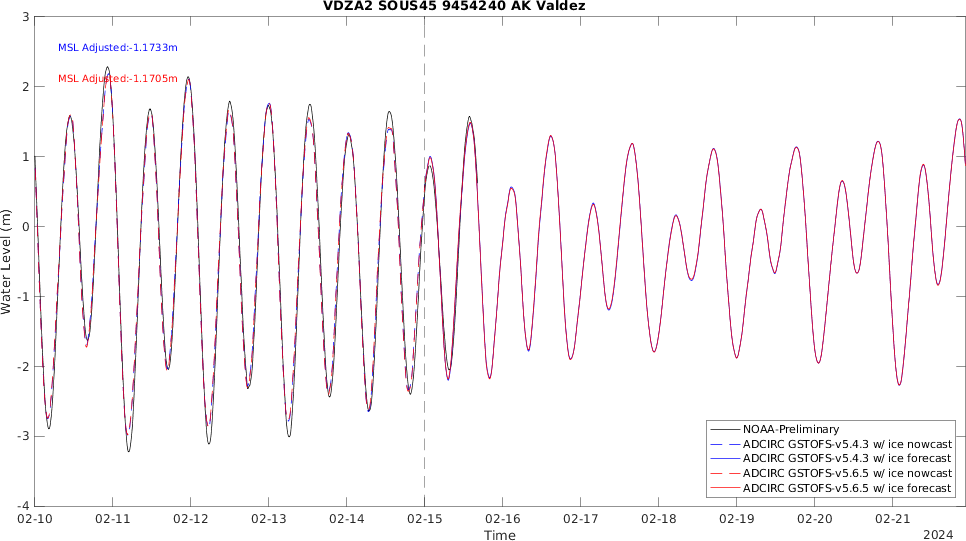 VDZA2 SOUS45 9454240 AK Valdez
3
MSL Adjusted:-1.1733m
MSL Adjusted:-1.1705m
2
1
0
-1
-2
-3
-4
Water Level (m)
NOAA-Preliminary
ADCIRC GSTOFS-v5.4.3 w/ ice nowcast
ADCIRC GSTOFS-v5.4.3 w/ ice forecast
ADCIRC GSTOFS-v5.6.5 w/ ice nowcast
ADCIRC GSTOFS-v5.6.5 w/ ice forecast
02-10 02-11 02-12 02-13 02-14 02-15 02-16 02-17 02-18 02-19 02-20 02-21
Time
2024